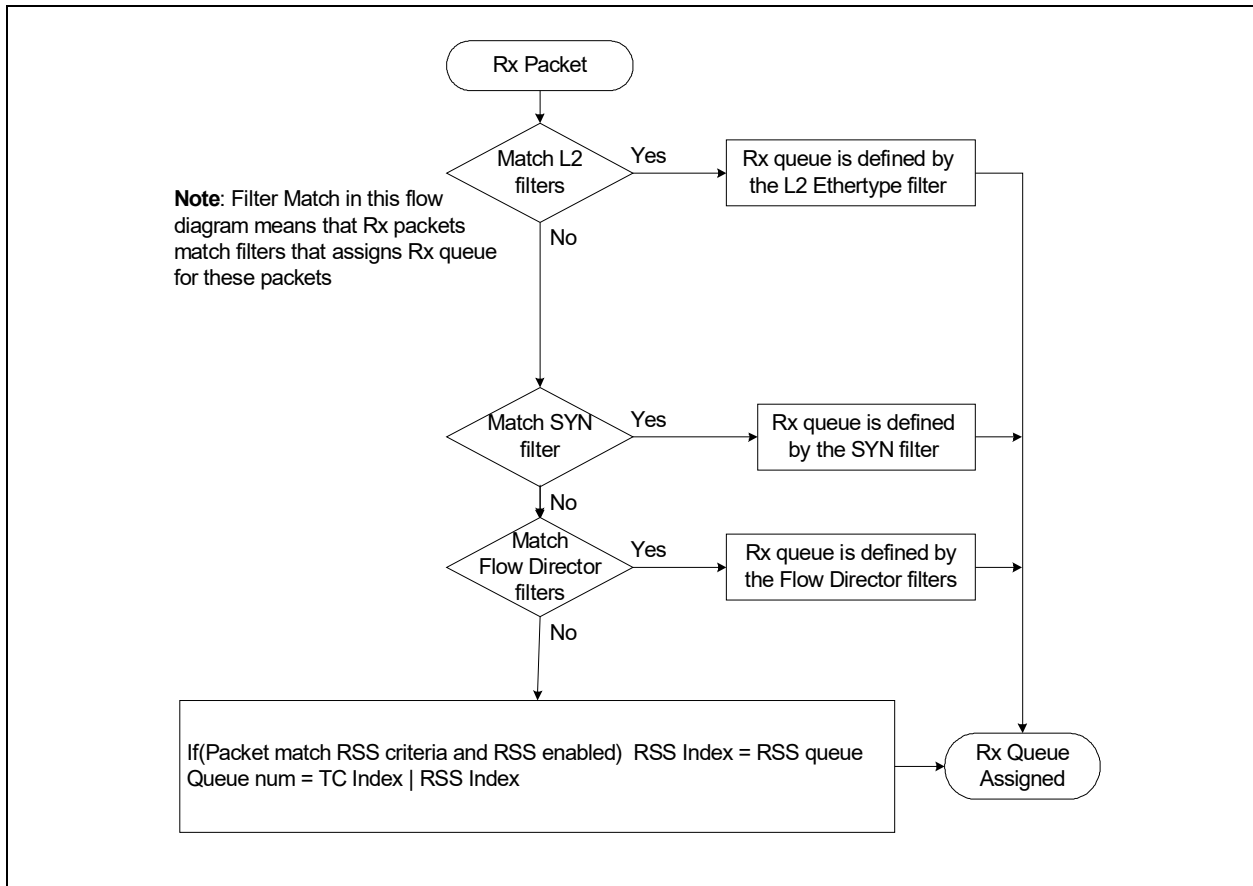 Rx Packet
Match L2
filters
Yes
Rx queue is defined by
the L2 Ethertype filter
Note: Filter Match in this flow
diagram means that Rx packets
match filters that assigns Rx queue
for these packets
No
Match SYN
filter
Yes
Rx queue is defined
by the SYN filter
No
Match
Flow Director
filters
Yes
Rx queue is defined by
the Flow Director filters
No
If(Packet match RSS criteria and RSS enabled) RSS Index = RSS queue
Queue num = TC Index | RSS Index
Rx Queue
Assigned